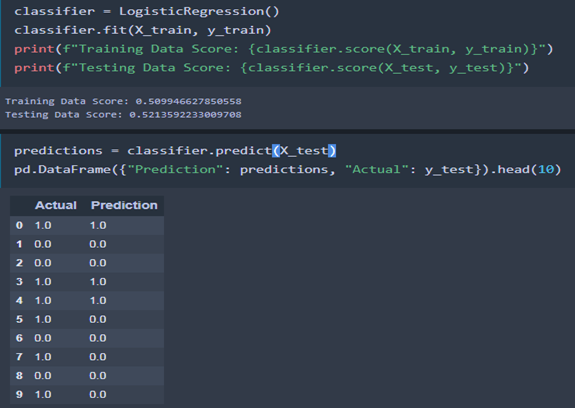 classifier = LogisticRegression()
classifier.fit(X_train, y_train)
print(f"Training Data Score: {classifier.score(X_train, y_train)}")
print(f"Testing Data Score: {classifier.score(X_test, y_test)}")
Training Data Score: 0.509946627850558
Testing Data Score: 0.5213592233009708
predictions = classifier.predict(X_test)
pd.DataFrame({"Prediction": predictions, "Actual": y_test}).head(10)
Actual Prediction
0 1.0 1.0
1 0.0 0.0
2 0.0 0.0
3 1.0 1.0
4 1.0 1.0
5 1.0 0.0
6 0.0 0.0
7 1.0 0.0
8 0.0 0.0
9 1.0 0.0